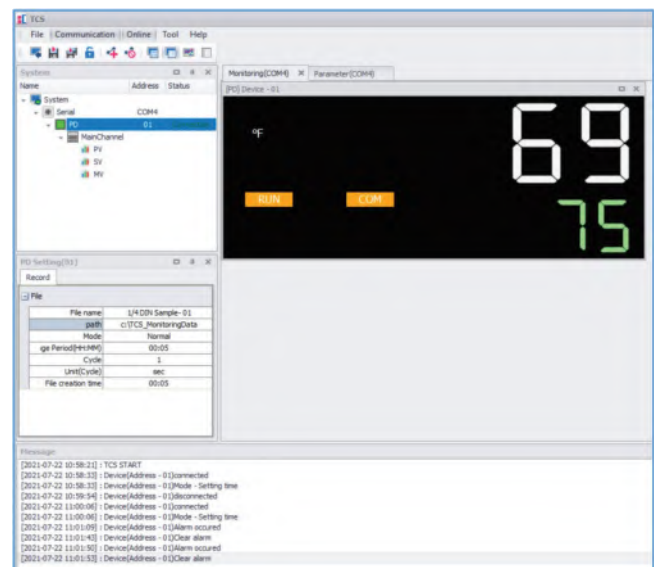 TCS
File Communication Online Tool Help
System
Name Address Status
System
Serial COM4
PD 01
MainChannel
PV
SV
MV
PD Setting(01)
Record
File
File name 1/4 DIN Sample- 01
path c:\TCS_MonitoringData
Mode Normal
ge Period(HH:MM) 00:05
Cycle 1
Unit(Cycle) sec
File creation time 00:05
Monitoring(COM4) Parameter(COM4)
[PD] Device - 01
°F
69
RUN COM
75
Message
[2021-07-22 10:58:21] : TCS START
[2021-07-22 10:58:33] : Device(Address - 01)connected
[2021-07-22 10:58:33] : Device(Address - 01)Mode - Setting time
[2021-07-22 10:59:54] : Device(Address - 01)disconnected
[2021-07-22 11:00:06] : Device(Address - 01)connected
[2021-07-22 11:00:06] : Device(Address - 01)Mode - Setting time
[2021-07-22 11:01:09] : Device(Address - 01)Alarm occured
[2021-07-22 11:01:43] : Device(Address - 01)Clear alarm
[2021-07-22 11:01:50] : Device(Address - 01)Alarm occured
[2021-07-22 11:01:53] : Device(Address - 01)Clear alarm